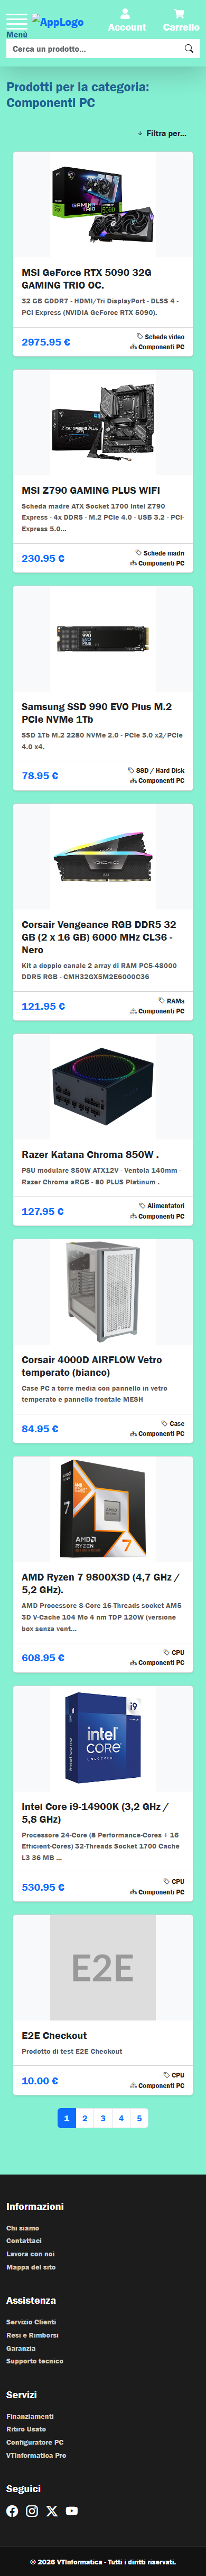 Menù
AppLogo
Account
Carrello
Cerca un prodotto...
Prodotti per la categoria:
Componenti PC
Filtra per...
MSI GeForce RTX 5090 32G
GAMING TRIO OC.
32 GB GDDR7 - HDMI/Tri DisplayPort - DLSS 4 -
PCI Express (NVIDIA GeForce RTX 5090).
2975.95 €
Schede video
Componenti PC
MSI Z790 GAMING PLUS WIFI
Scheda madre ATX Socket 1700 Intel Z790
Express - 4x DDR5 - M.2 PCIe 4.0 - USB 3.2 - PCI-
Express 5.0...
230.95 €
Schede madri
Componenti PC
Samsung SSD 990 EVO Plus M.2
PCIe NVMe 1Tb
SSD 1Tb M.2 2280 NVMe 2.0 - PCIe 5.0 x2/PCIe
4.0 x4.
78.95 €
SSD / Hard Disk
Componenti PC
Corsair Vengeance RGB DDR5 32
GB (2 x 16 GB) 6000 MHz CL36 -
Nero
Kit a doppio canale 2 array di RAM PC5-48000
DDR5 RGB - CMH32GX5M2E6000C36
121.95 €
RAMs
Componenti PC
Razer Katana Chroma 850W .
PSU modulare 850W ATX12V - Ventola 140mm -
Razer Chroma aRGB - 80 PLUS Platinum .
127.95 €
Alimentatori
Componenti PC
Corsair 4000D AIRFLOW Vetro
temperato (bianco)
Case PC a torre media con pannello in vetro
temperato e pannello frontale MESH
84.95 €
Case
Componenti PC
AMD Ryzen 7 9800X3D (4,7 GHz /
5,2 GHz).
AMD Processore 8-Core 16-Threads socket AM5
3D V-Cache 104 Mo 4 nm TDP 120W (versione
box senza vent...
608.95 €
CPU
Componenti PC
Intel Core i9-14900K (3,2 GHz /
5,8 GHz)
Processore 24-Core (8 Performance-Cores + 16
Efficient-Cores) 32-Threads Socket 1700 Cache
L3 36 MB ...
530.95 €
CPU
Componenti PC
E2E
E2E Checkout
Prodotto di test E2E Checkout
10.00 €
CPU
Componenti PC
1 2 3 4 5
Informazioni
Chi siamo
Contattaci
Lavora con noi
Mappa del sito
Assistenza
Servizio Clienti
Resi e Rimborsi
Garanzia
Supporto tecnico
Servizi
Finanziamenti
Ritiro Usato
Configuratore PC
VTInformatica Pro
Seguici
© 2026 VTInformatica - Tutti i diritti riservati.